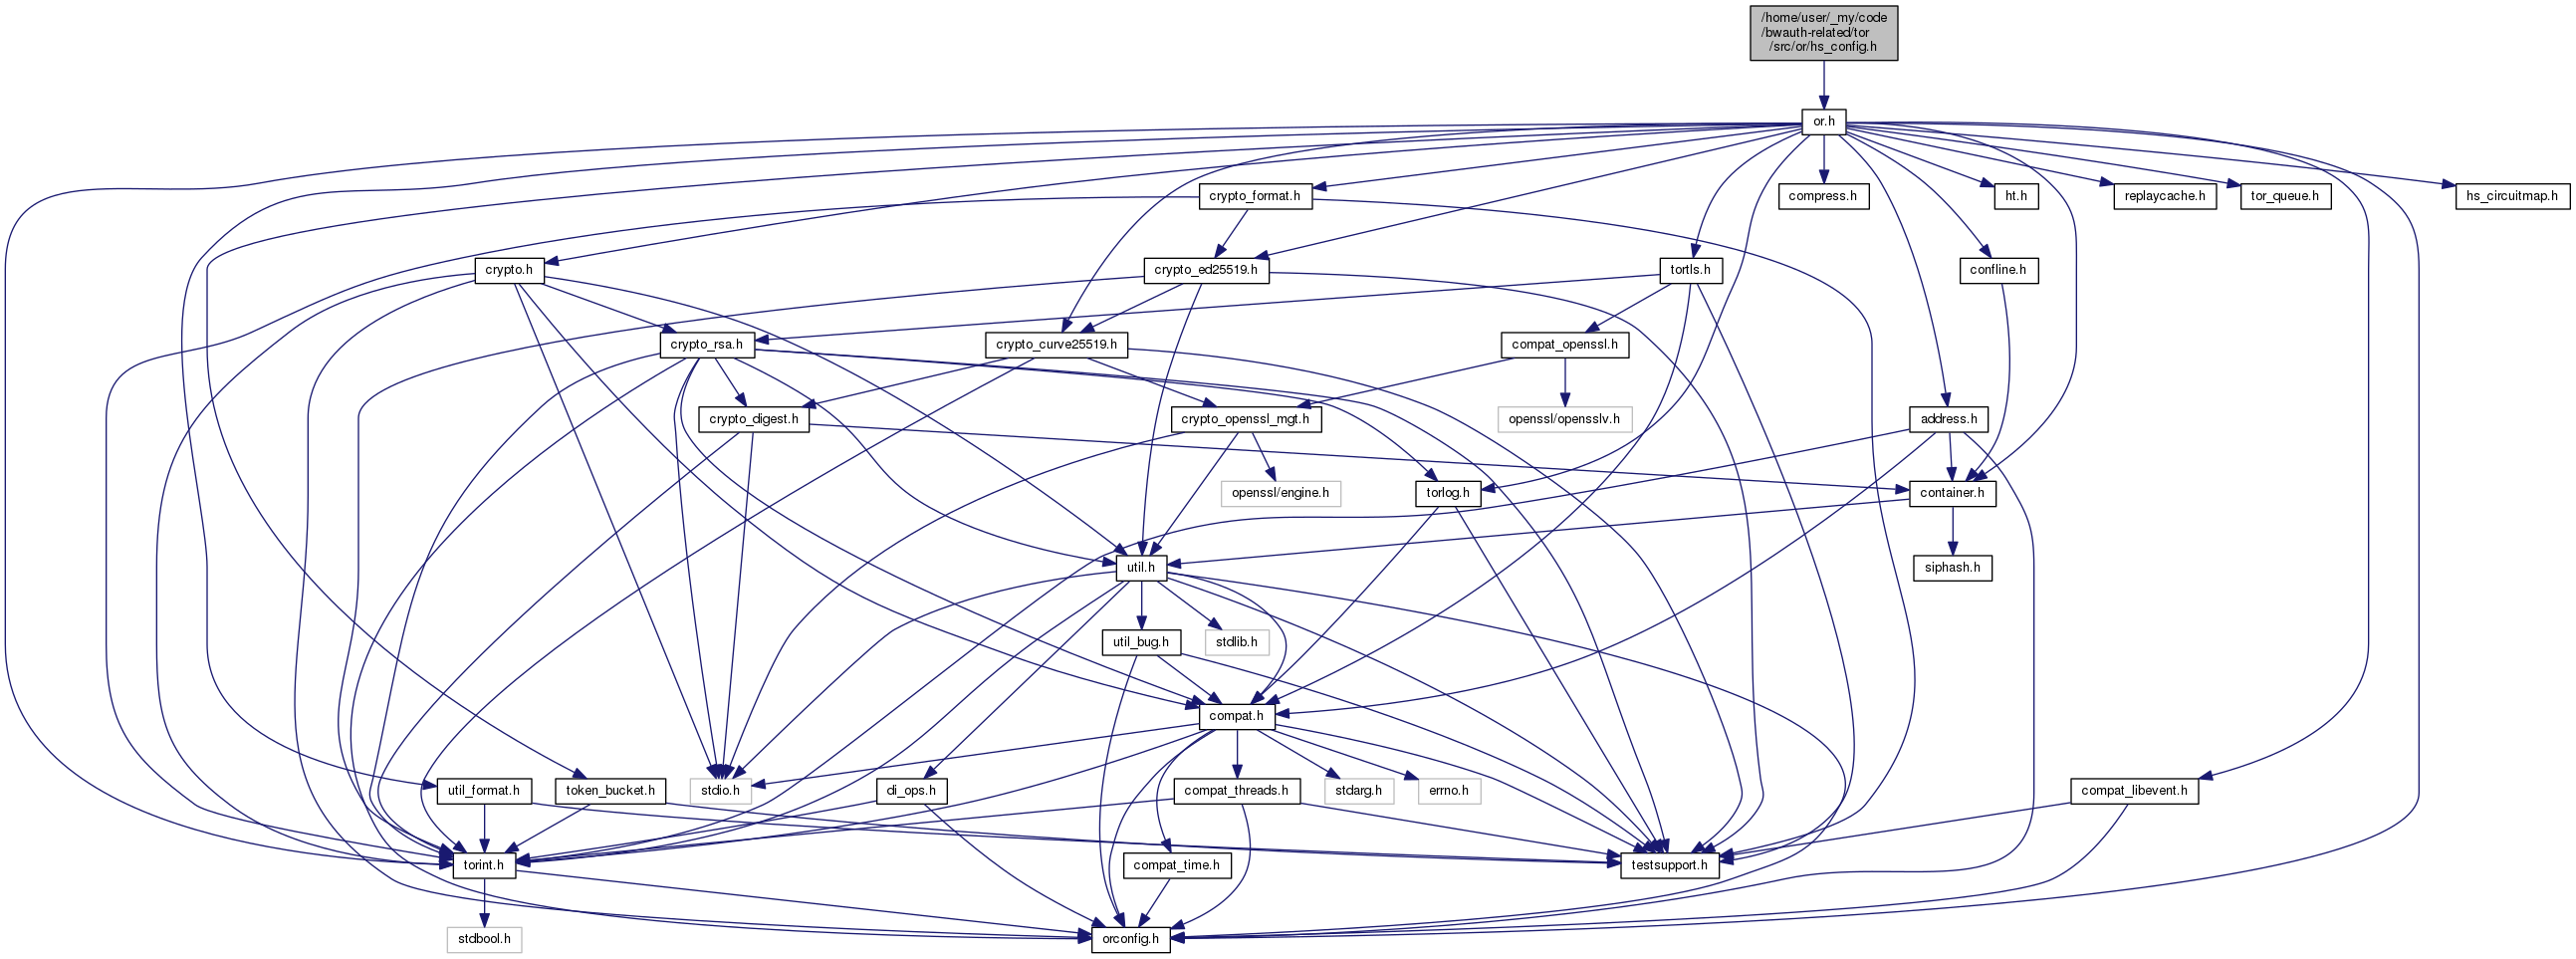 /home/user/_my/code
/bwauth-related/tor
/src/or/hs_config.h
or.h
crypto_format.h
compress.h
ht.h
replaycache.h
tor_queue.h
hs_circuitmap.h
crypto.h
crypto_ed25519.h
tortls.h
confline.h
crypto_rsa.h
crypto_curve25519.h
compat_openssl.h
crypto_digest.h
crypto_openssl_mgt.h
openssl/opensslv.h
address.h
openssl/engine.h
torlog.h
container.h
util.h
siphash.h
util_bug.h
stdlib.h
compat.h
util_format.h
token_bucket.h
stdio.h
di_ops.h
compat_threads.h
stdarg.h
errno.h
compat_libevent.h
torint.h
compat_time.h
testsupport.h
stdbool.h
orconfig.h